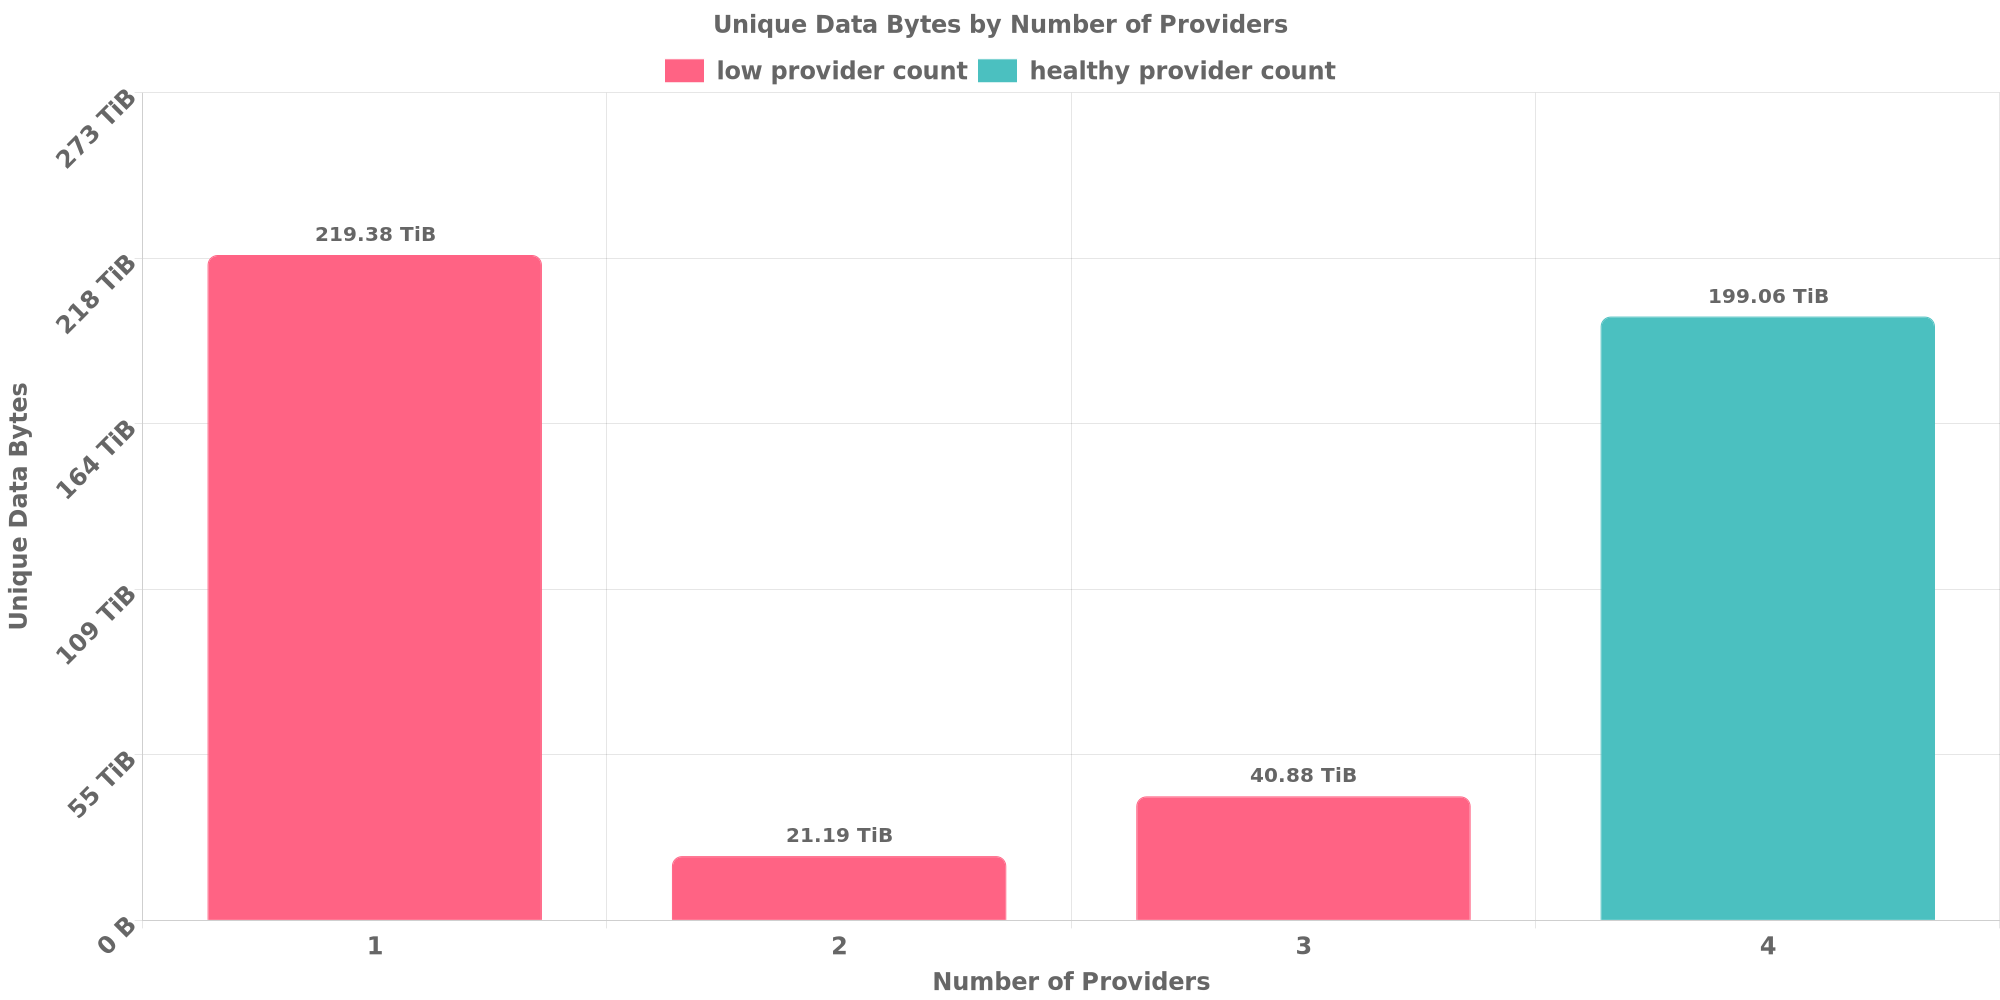 Unique Data Bytes by Number of Providers
low provider count
healthy provider count
273 TiB
218 TiB
164 TiB
109 TiB
55 TiB
0 B
Unique Data Bytes
219.38 TiB
21.19 TiB
40.88 TiB
199.06 TiB
1
2
3
4
Number of Providers